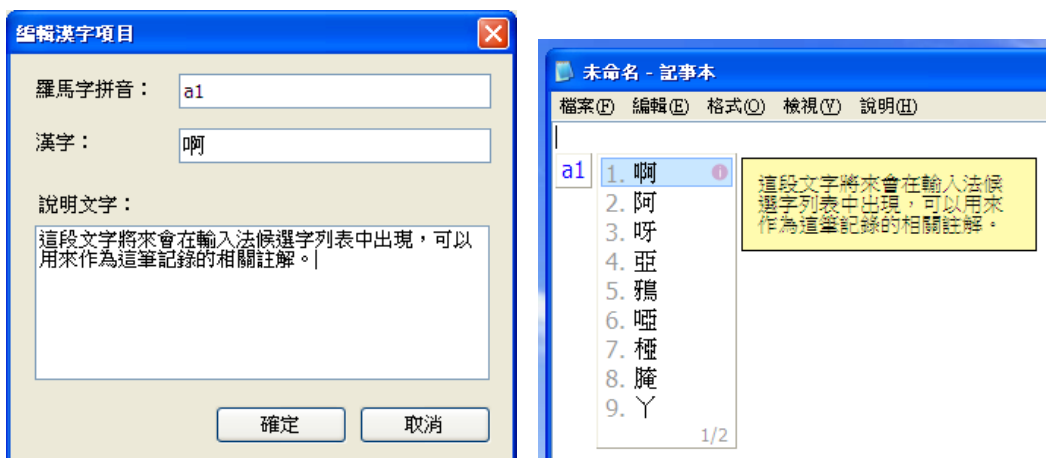 編輯漢字項目
羅馬字拼音：
a1
漢字：
啊
說明文字：
這段文字將來會在輸入法候選字列表中出現，可以
用來作為這筆記錄的相關註解。
確定
取消
未命名 - 記事本
檔案(F) 編輯(E) 格式(O) 檢視(V) 說明(H)
a1
1. 啊
2. 阿
3. 呀
4. 亞
5. 鴉
6. 啞
7. 椏
8. 腌
9. 丫
1/2
這段文字將來會在輸入法候
選字列表中出現，可以用來
作為這筆記錄的相關註解。